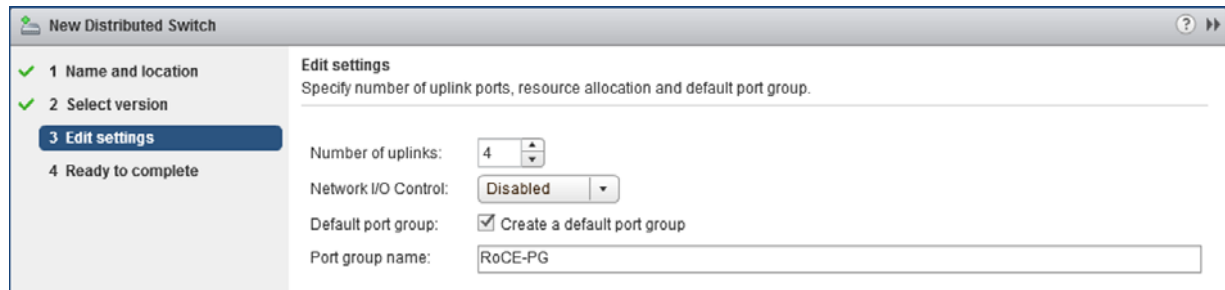 New Distributed Switch
1 Name and location
2 Select version
3 Edit settings
4 Ready to complete
Edit settings
Specify number of uplink ports, resource allocation and default port group.
Number of uplinks: 4
Network I/O Control: Disabled
Default port group: Create a default port group
Port group name: RoCE-PG